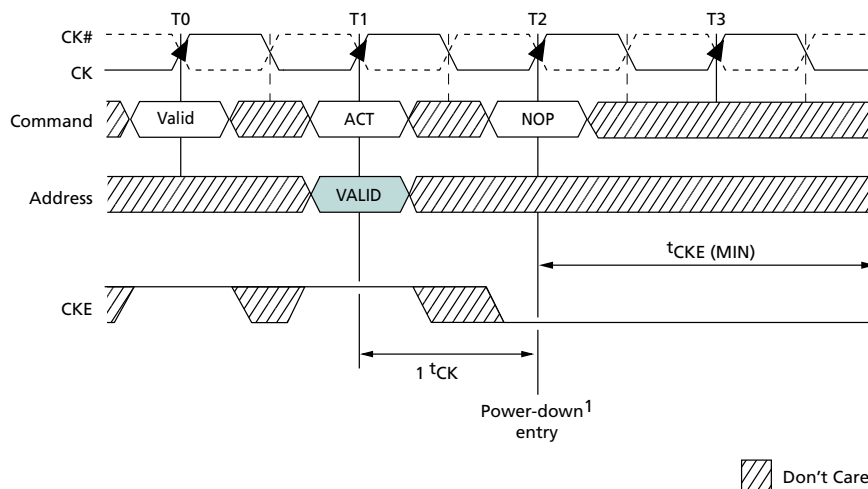 T0 T1 T2 T3
CK#
CK
Command Valid ACT NOP
Address VALID
tCKE (MIN)
CKE
1 tCK
Power-down1
entry
Don't Care